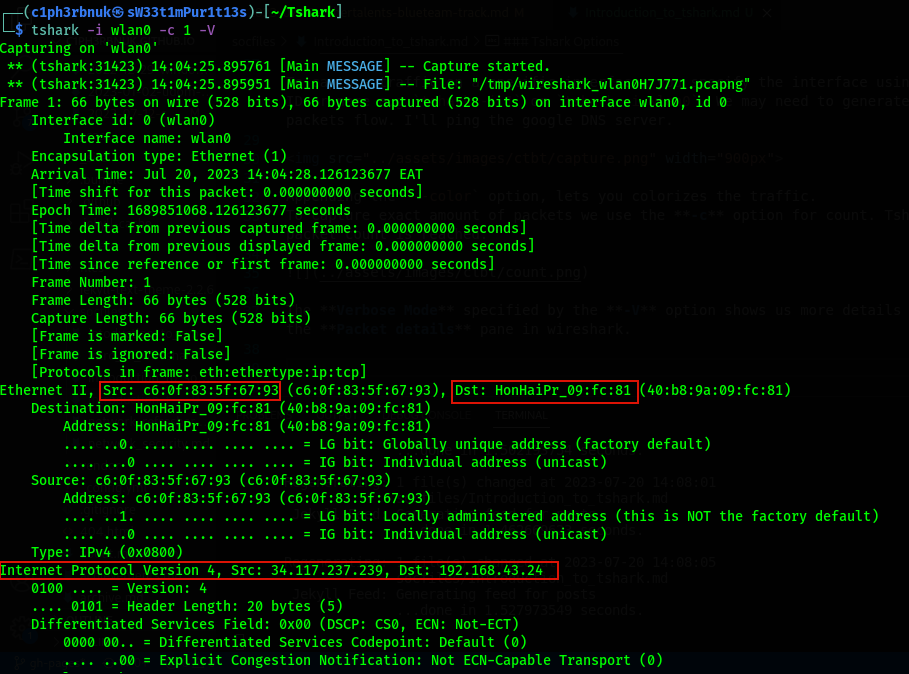 ┌──(c1ph3rbnuk㉿sW33t1mPur1t13s)-[~/Tshark]
└─$ tshark -i wlan0 -c 1 -V
Capturing on 'wlan0'
 ** (tshark:31423) 14:04:25.895761 [Main MESSAGE] -- Capture started.
 ** (tshark:31423) 14:04:25.895951 [Main MESSAGE] -- File: "/tmp/wireshark_wlan0H7J771.pcapng"
Frame 1: 66 bytes on wire (528 bits), 66 bytes captured (528 bits) on interface wlan0, id 0
    Interface id: 0 (wlan0)
        Interface name: wlan0
    Encapsulation type: Ethernet (1)
    Arrival Time: Jul 20, 2023 14:04:28.126123677 EAT
    [Time shift for this packet: 0.000000000 seconds]
    Epoch Time: 1689851068.126123677 seconds
    [Time delta from previous captured frame: 0.000000000 seconds]
    [Time delta from previous displayed frame: 0.000000000 seconds]
    [Time since reference or first frame: 0.000000000 seconds]
    Frame Number: 1
    Frame Length: 66 bytes (528 bits)
    Capture Length: 66 bytes (528 bits)
    [Frame is marked: False]
    [Frame is ignored: False]
    [Protocols in frame: eth:ethertype:ip:tcp]
Ethernet II, Src: c6:0f:83:5f:67:93 (c6:0f:83:5f:67:93), Dst: HonHaiPr_09:fc:81 (40:b8:9a:09:fc:81)
    Destination: HonHaiPr_09:fc:81 (40:b8:9a:09:fc:81)
        Address: HonHaiPr_09:fc:81 (40:b8:9a:09:fc:81)
        .... ..0. .... .... .... .... = LG bit: Globally unique address (factory default)
        .... ...0 .... .... .... .... = IG bit: Individual address (unicast)
    Source: c6:0f:83:5f:67:93 (c6:0f:83:5f:67:93)
        Address: c6:0f:83:5f:67:93 (c6:0f:83:5f:67:93)
        .... ..1. .... .... .... .... = LG bit: Locally administered address (this is NOT the factory default)
        .... ...0 .... .... .... .... = IG bit: Individual address (unicast)
    Type: IPv4 (0x0800)
Internet Protocol Version 4, Src: 34.117.237.239, Dst: 192.168.43.24
    0100 .... = Version: 4
    .... 0101 = Header Length: 20 bytes (5)
    Differentiated Services Field: 0x00 (DSCP: CS0, ECN: Not-ECT)
        0000 00.. = Differentiated Services Codepoint: Default (0)
        .... ..00 = Explicit Congestion Notification: Not ECN-Capable Transport (0)